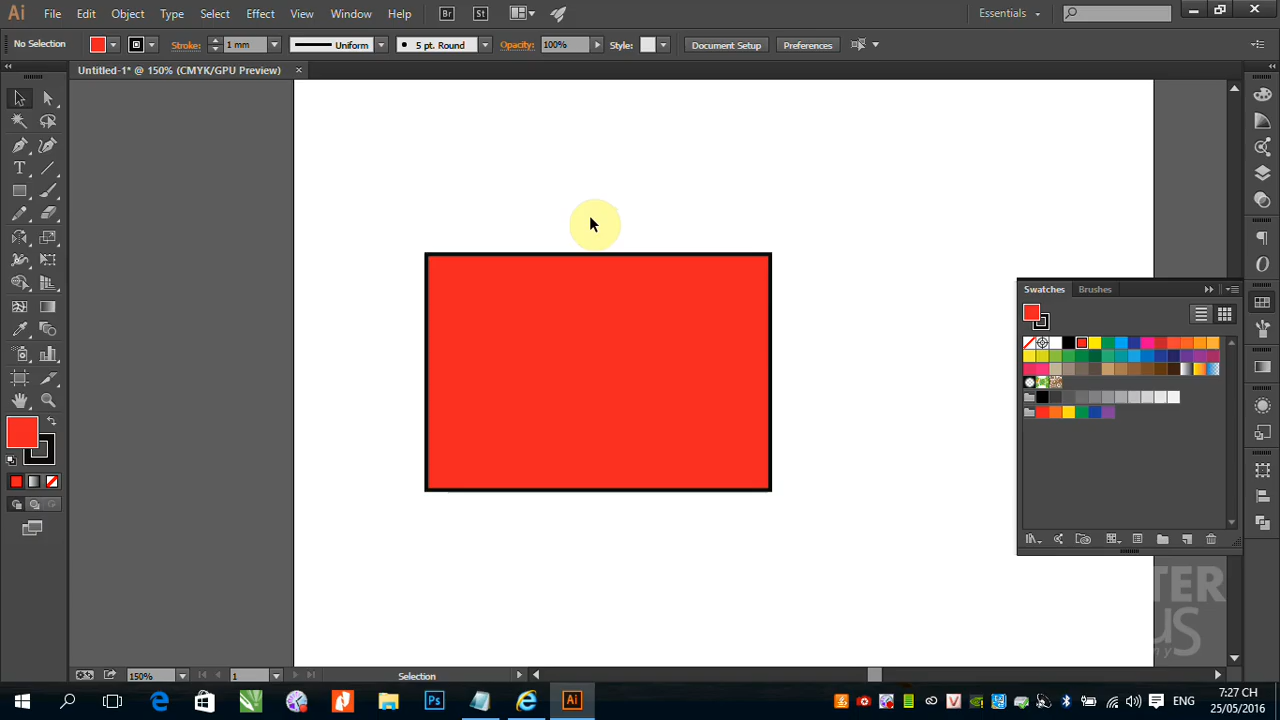 Ai File Edit Object Type Select Effect View Window Help Br St Essentials
No Selection Stroke: 1 mm Uniform 5 pt. Round Opacity: 100% Style: Document Setup Preferences
Untitled-1* @ 150% (CMYK/GPU Preview)
Swatches Brushes
150% 1 Selection
Ps Ai ENG
7:27 CH
25/05/2016